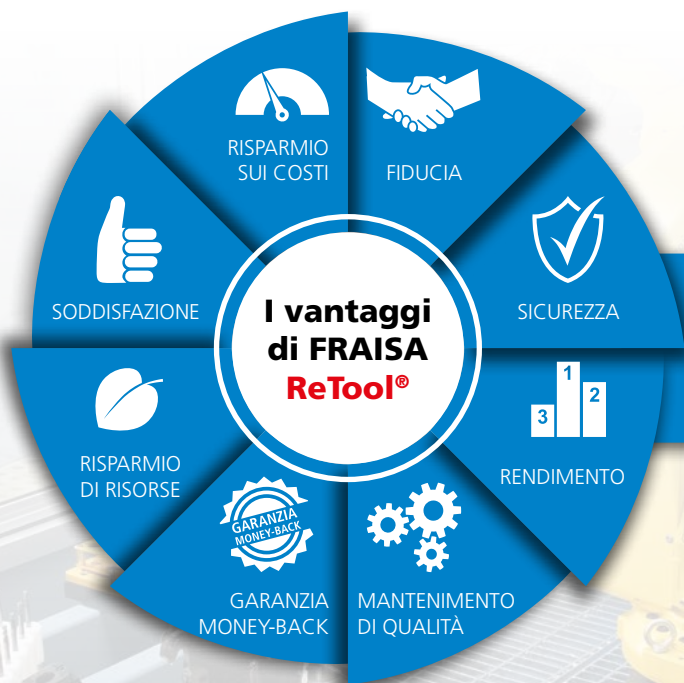 I vantaggi
di FRAISA
ReTool®
FIDUCIA
SICUREZZA
1
2
3
RENDIMENTO
MANTENIMENTO
DI QUALITÀ
GARANZIA
MONEY-BACK
GARANZIA
MONEY-BACK
RISPARMIO
DI RISORSE
SODDISFAZIONE
RISPARMIO
SUI COSTI